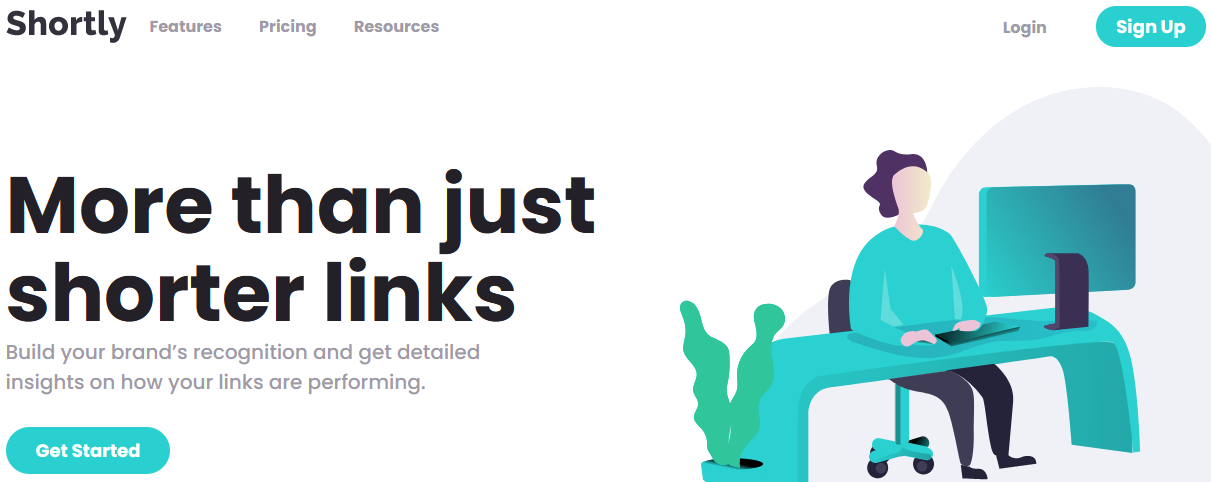 Shortly Features Pricing Resources Login Sign Up
More than just
shorter links
Build your brand’s recognition and get detailed
insights on how your links are performing.
Get Started